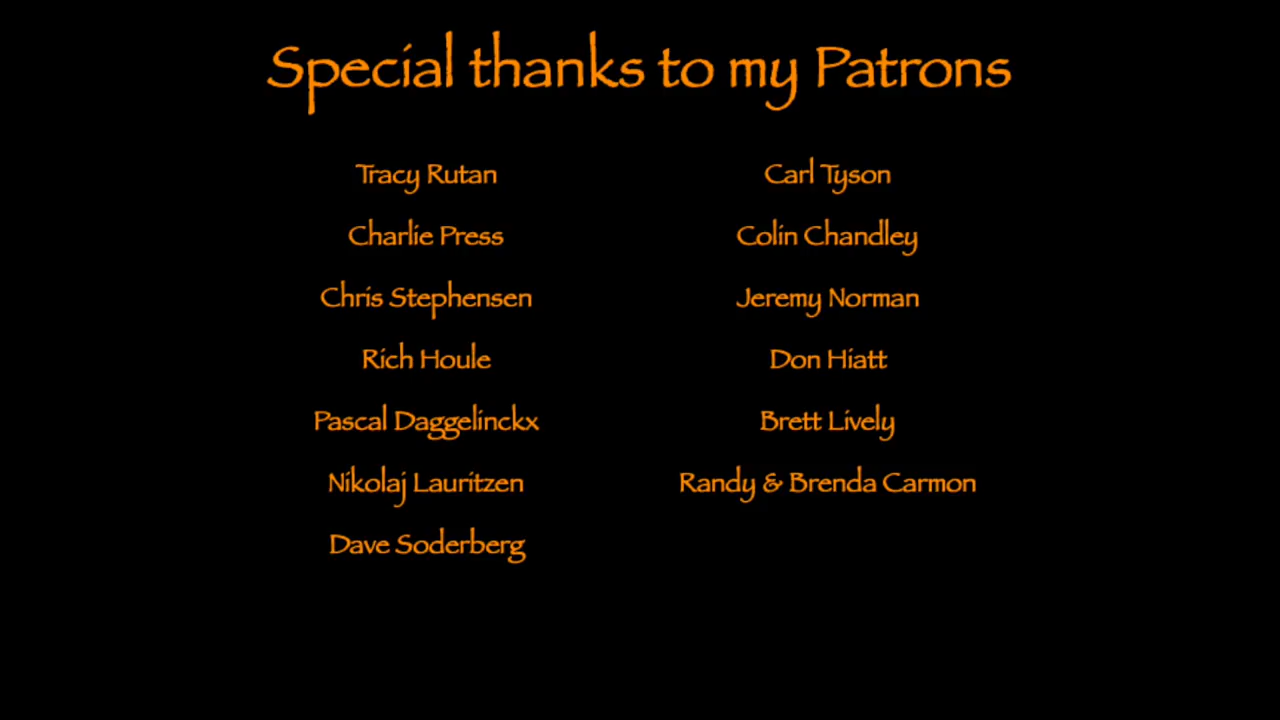 Special thanks to my Patrons
Tracy Rutan
Charlie Press
Chris Stephensen
Rich Houle
Pascal Daggelinckx
Nikolaj Lauritzen
Dave Soderberg
Carl Tyson
Colin Chandley
Jeremy Norman
Don Hiatt
Brett Lively
Randy & Brenda Carmon